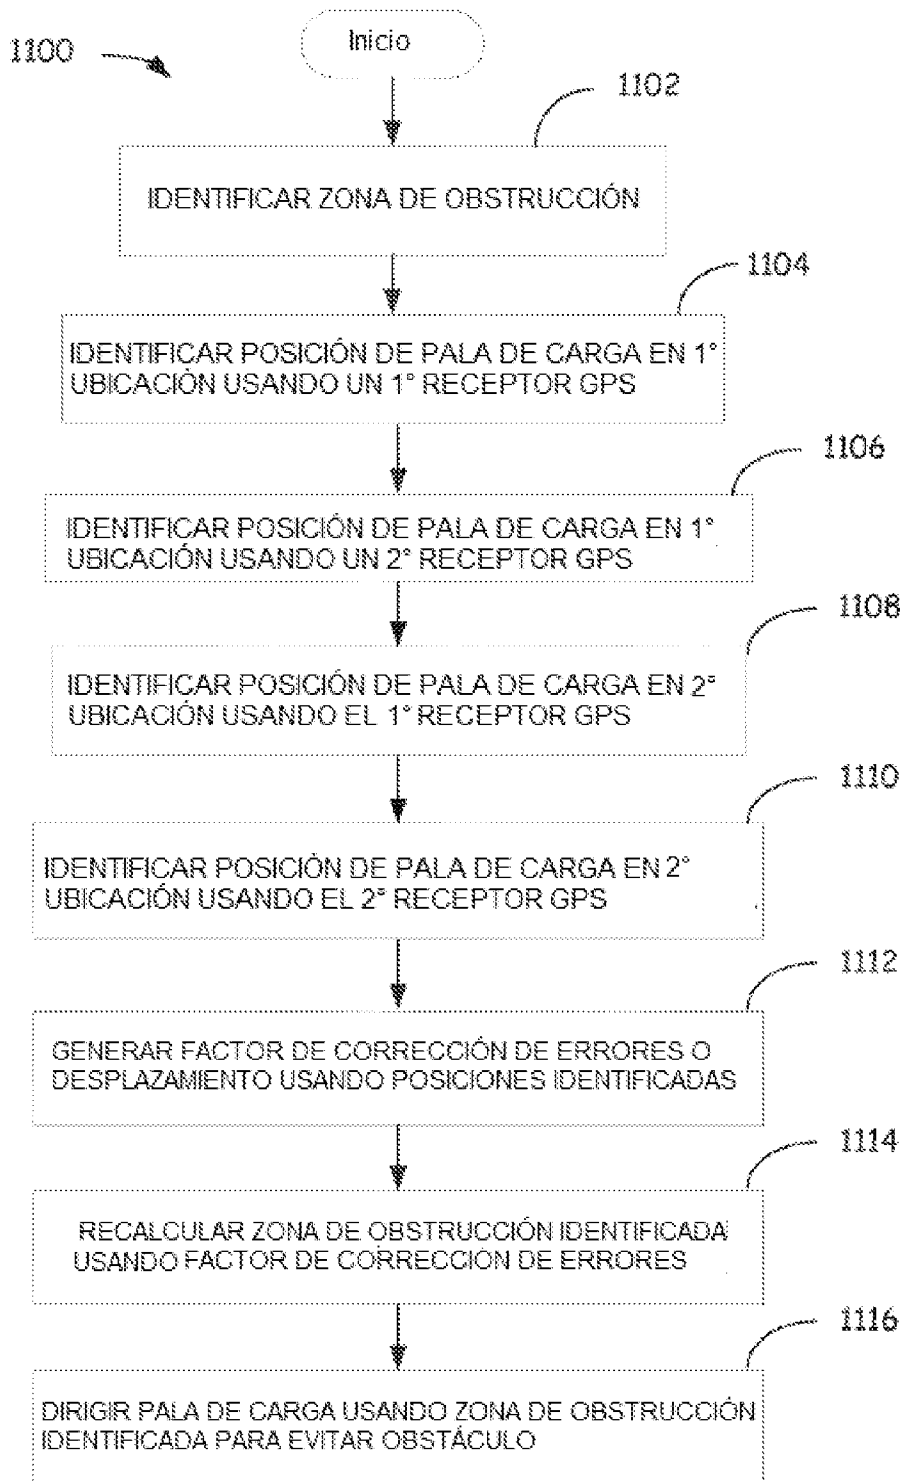 Inicio
1100
1102
IDENTIFICAR ZONA DE OBSTRUCCIÓN
1104
IDENTIFICAR POSICIÓN DE PALA DE CARGA EN 1°
UBICACIÓN USANDO UN 1° RECEPTOR GPS
1106
IDENTIFICAR POSICIÓN DE PALA DE CARGA EN 1°
UBICACIÓN USANDO UN 2° RECEPTOR GPS
1108
IDENTIFICAR POSICIÓN DE PALA DE CARGA EN 2°
UBICACIÓN USANDO EL 1° RECEPTOR GPS
1110
IDENTIFICAR POSICIÓN DE PALA DE CARGA EN 2°
UBICACIÓN USANDO EL 2° RECEPTOR GPS
1112
GENERAR FACTOR DE CORRECCIÓN DE ERRORES O
DESPLAZAMIENTO USANDO POSICIONES IDENTIFICADAS
1114
RECALCULAR ZONA DE OBSTRUCCIÓN IDENTIFICADA
USANDO FACTOR DE CORRECCIÓN DE ERRORES
1116
DIRIGIR PALA DE CARGA USANDO ZONA DE OBSTRUCCIÓN
IDENTIFICADA PARA EVITAR OBSTÁCULO